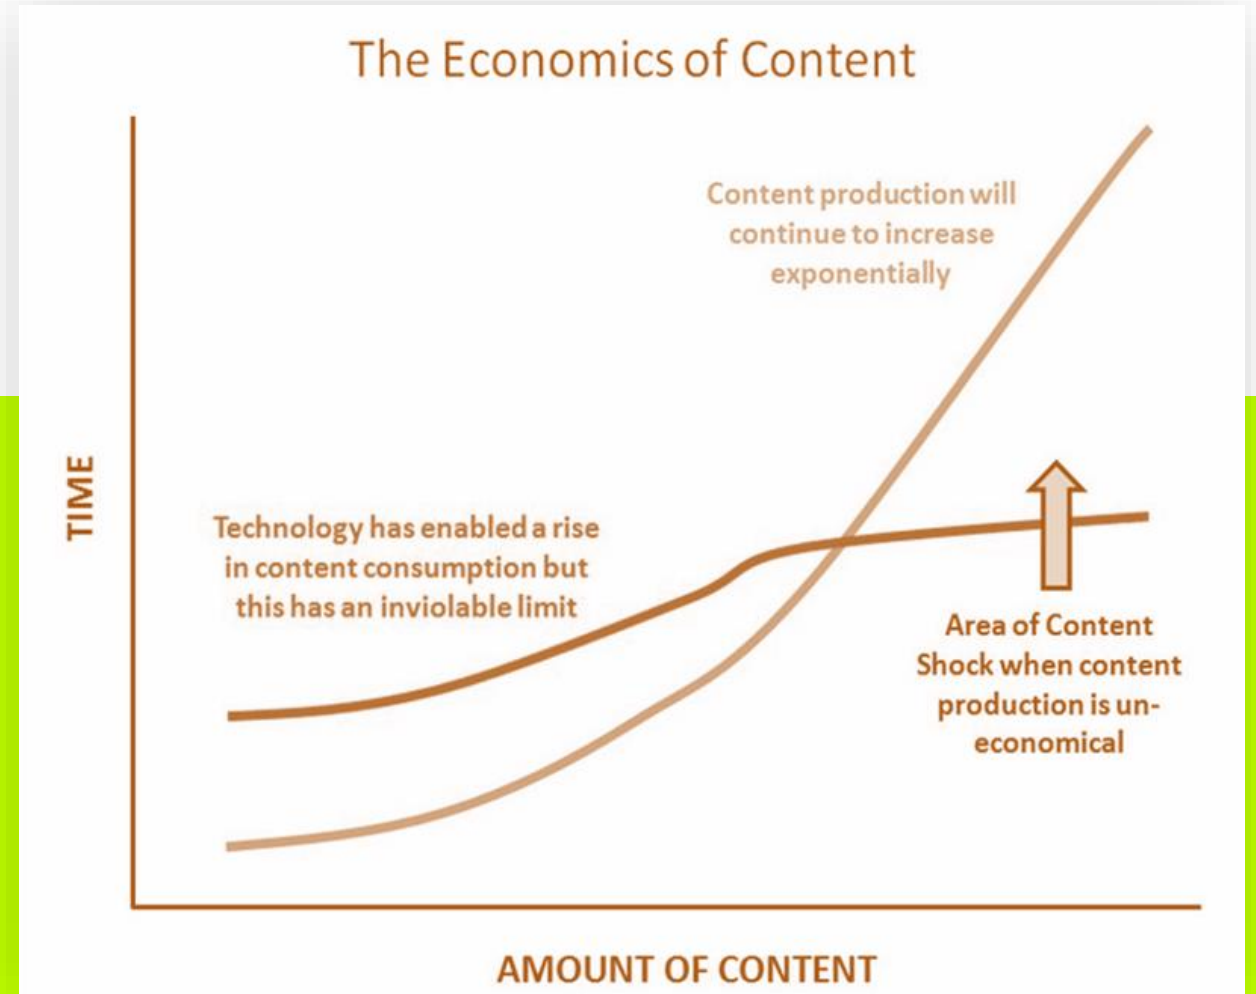 The Economics of Content
Content production will
continue to increase
exponentially
TIME
Technology has enabled a rise
in content consumption but
this has an inviolable limit
Area of Content
Shock when content
production is un-
economical
AMOUNT OF CONTENT